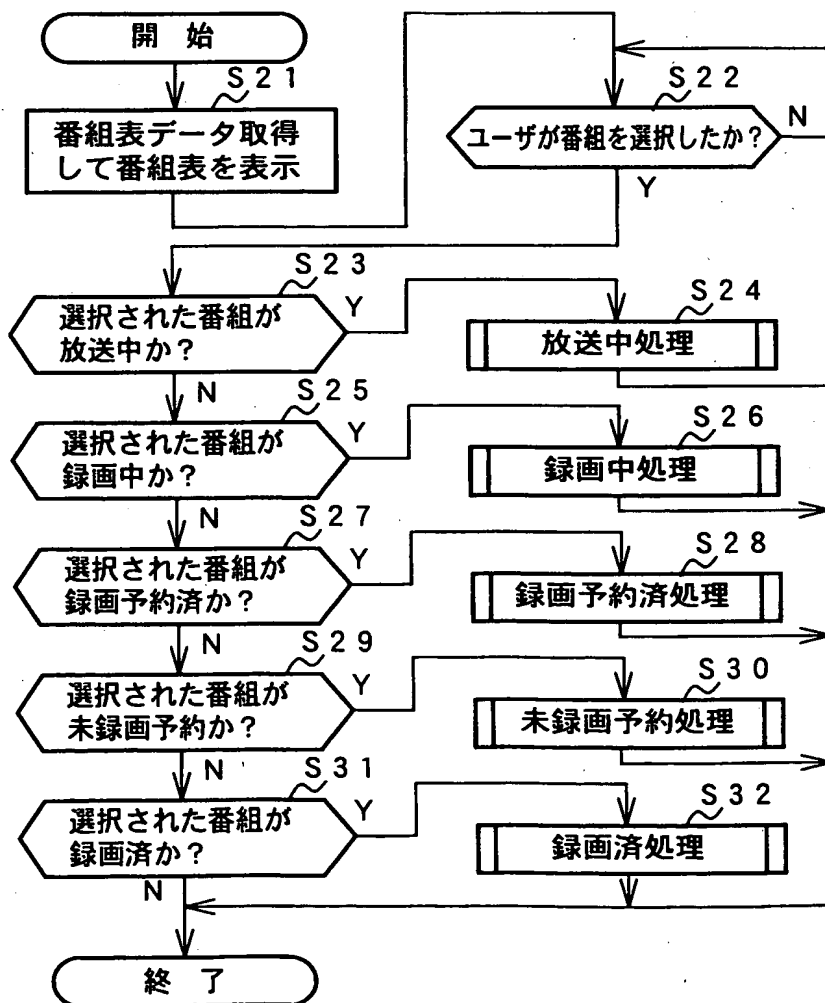 開 始
S21
番組表データ取得
して番組表を表示
S22
ユーザが番組を選択したか?
N
Y
S23
選択された番組が
放送中か?
Y
N
S24
放送中処理
S25
選択された番組が
録画中か?
Y
N
S26
録画中処理
S27
選択された番組が
録画予約済か?
Y
N
S28
録画予約済処理
S29
選択された番組が
未録画予約か?
Y
N
S30
未録画予約処理
S31
選択された番組が
録画済か?
Y
N
S32
録画済処理
終 了